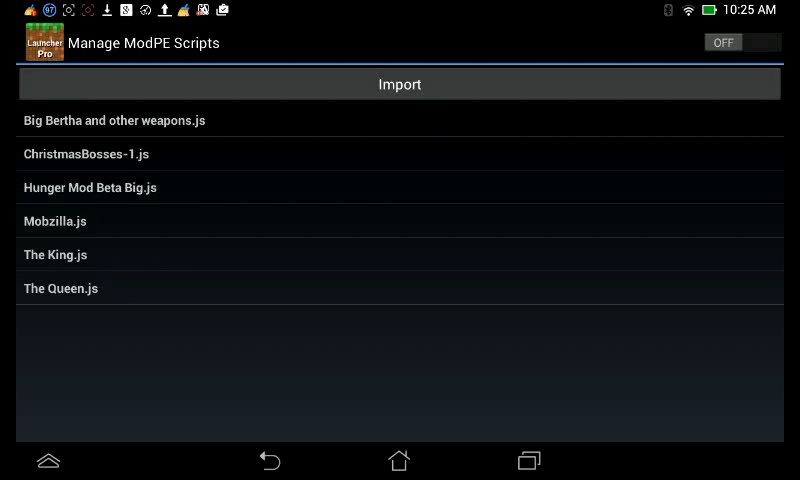 97
10:25 AM
Launcher
Pro
Manage ModPE Scripts
OFF
Import
Big Bertha and other weapons.js
ChristmasBosses-1.js
Hunger Mod Beta Big.js
Mobzilla.js
The King.js
The Queen.js